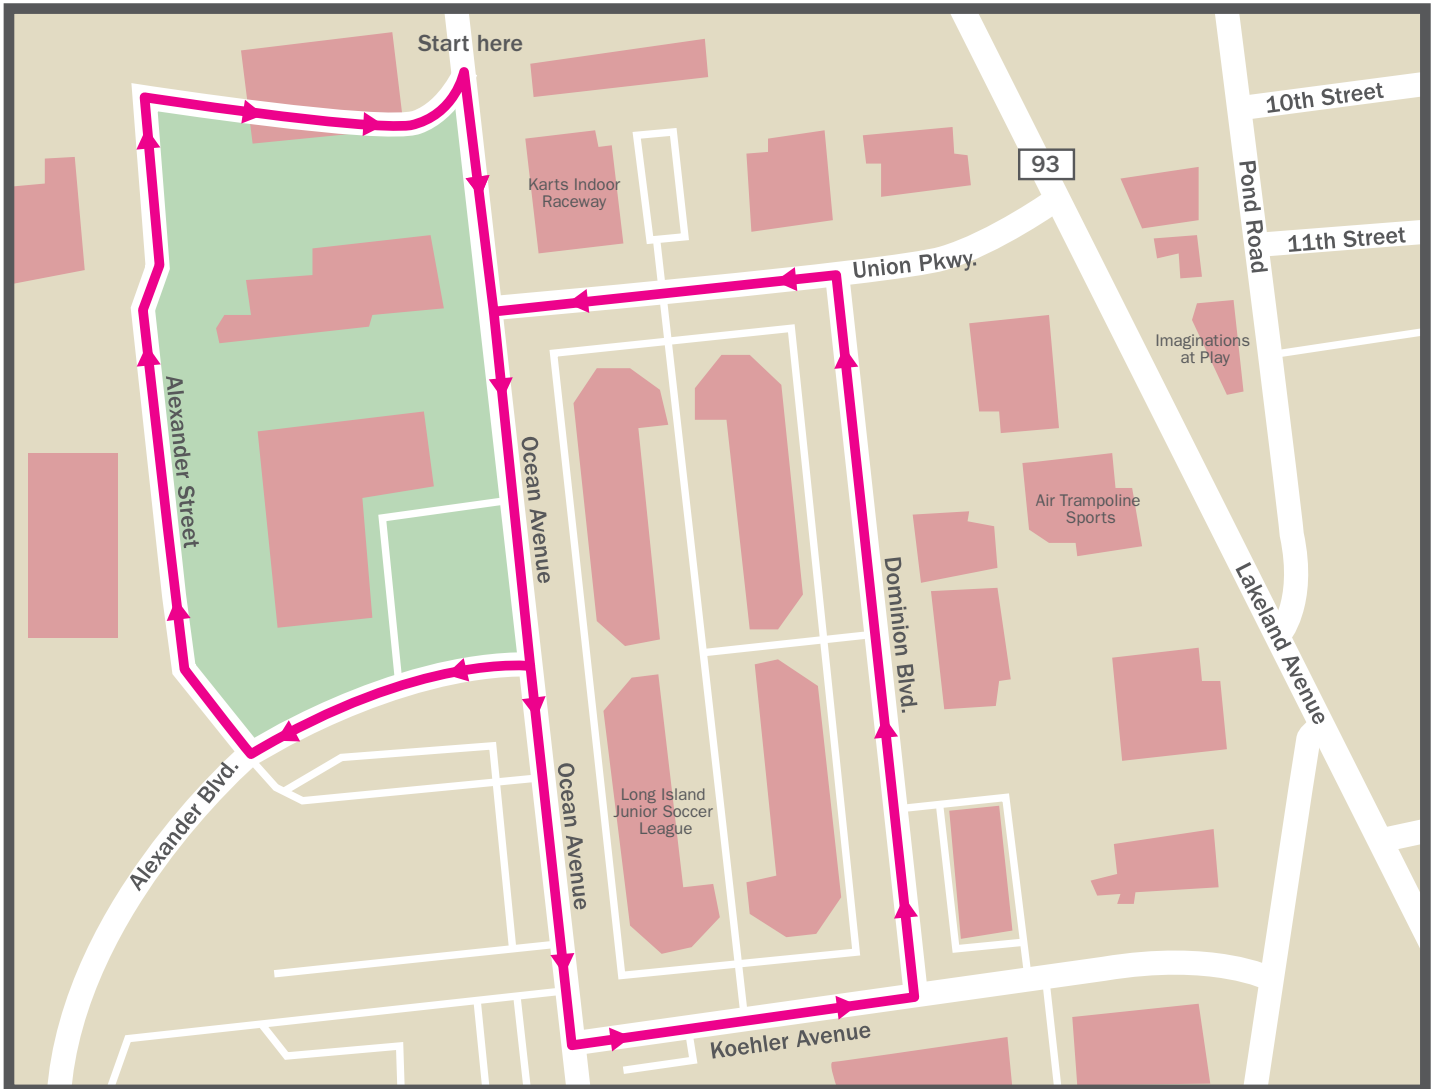 Start here
10th Street
93
Pond Road
Karts Indoor
Raceway
11th Street
Union Pkwy.
Imaginations
at Play
Alexander Street
Ocean Avenue
Air Trampoline
Sports
Dominion Blvd.
Lakeland Avenue
Alexander Blvd.
Ocean Avenue
Long Island
Junior Soccer
League
Koehler Avenue